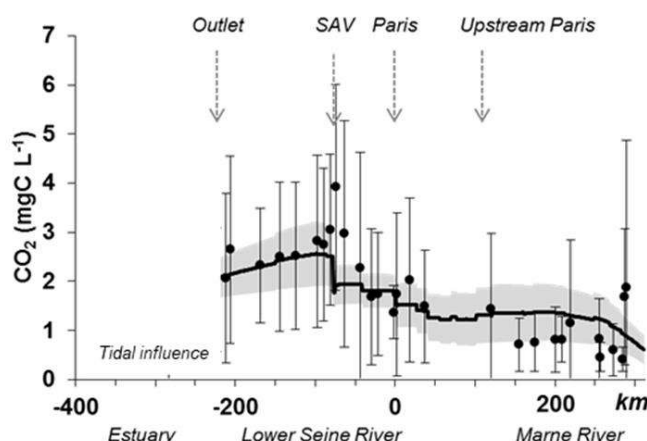 Outlet SAV Paris Upstream Paris
7
6
5
4
3
2
1
0
CO₂ (mgC L⁻¹)
Tidal influence
-400 -200 0 200 km
Estuary Lower Seine River Marne River